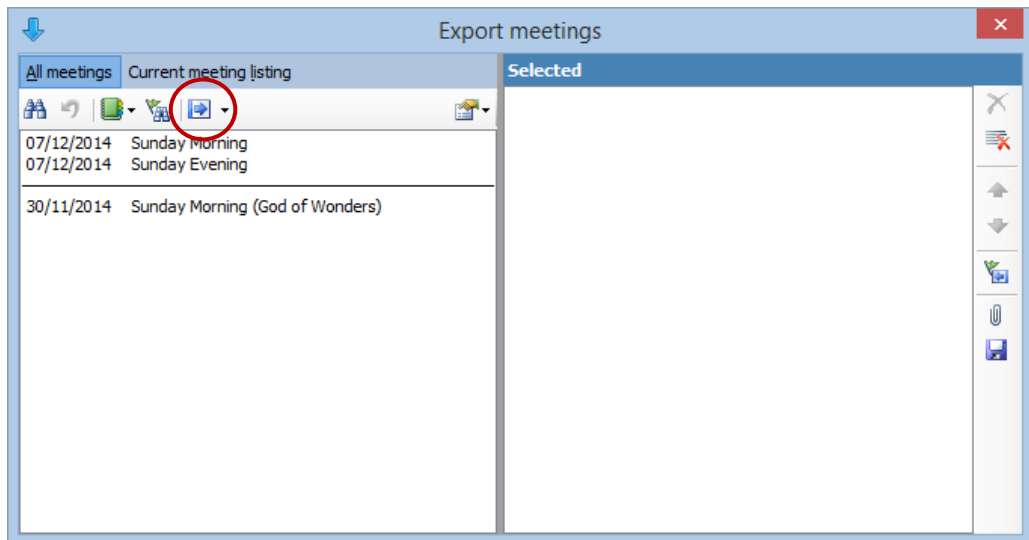 Export meetings
All meetings Current meeting listing
Selected
07/12/2014 Sunday Morning
07/12/2014 Sunday Evening
30/11/2014 Sunday Morning (God of Wonders)